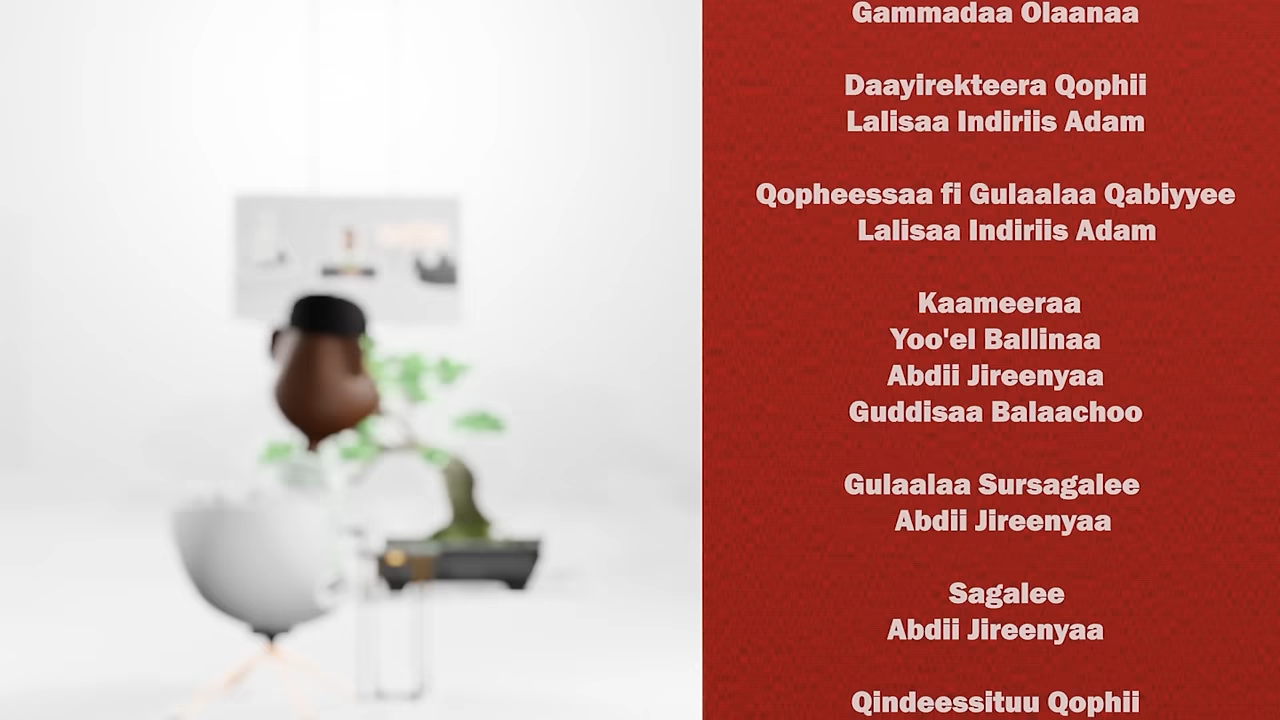 Gammadaa Olaanaa
Daayirekteera Qophii
Lalisaa Indiriis Adam
Qopheessaa fi Gulaalaa Qabiyyee
Lalisaa Indiriis Adam
Kaameeraa
Yoo'el Ballinaa
Abdii Jireenyaa
Guddisaa Balaachoo
Gulaalaa Sursagalee
Abdii Jireenyaa
Sagalee
Abdii Jireenyaa
Qindeessituu Qophii